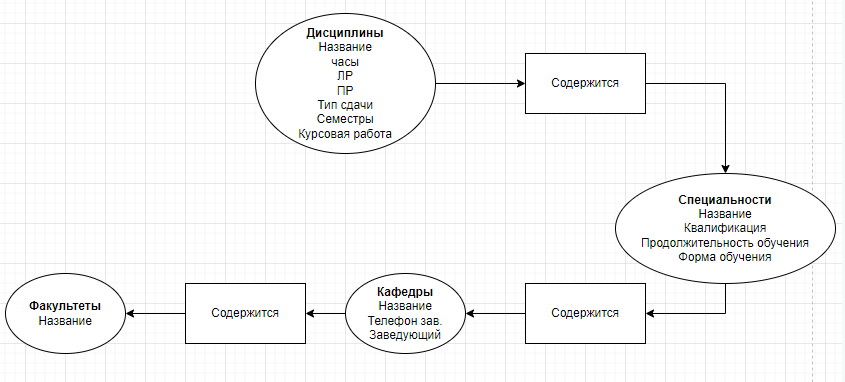 Дисциплины
Название
часы
ЛР
ПР
Тип сдачи
Семестры
Курсовая работа
Содержится
Специальности
Название
Квалификация
Продолжительность обучения
Форма обучения
Содержится
Кафедры
Название
Телефон зав.
Заведующий
Содержится
Факультеты
Название